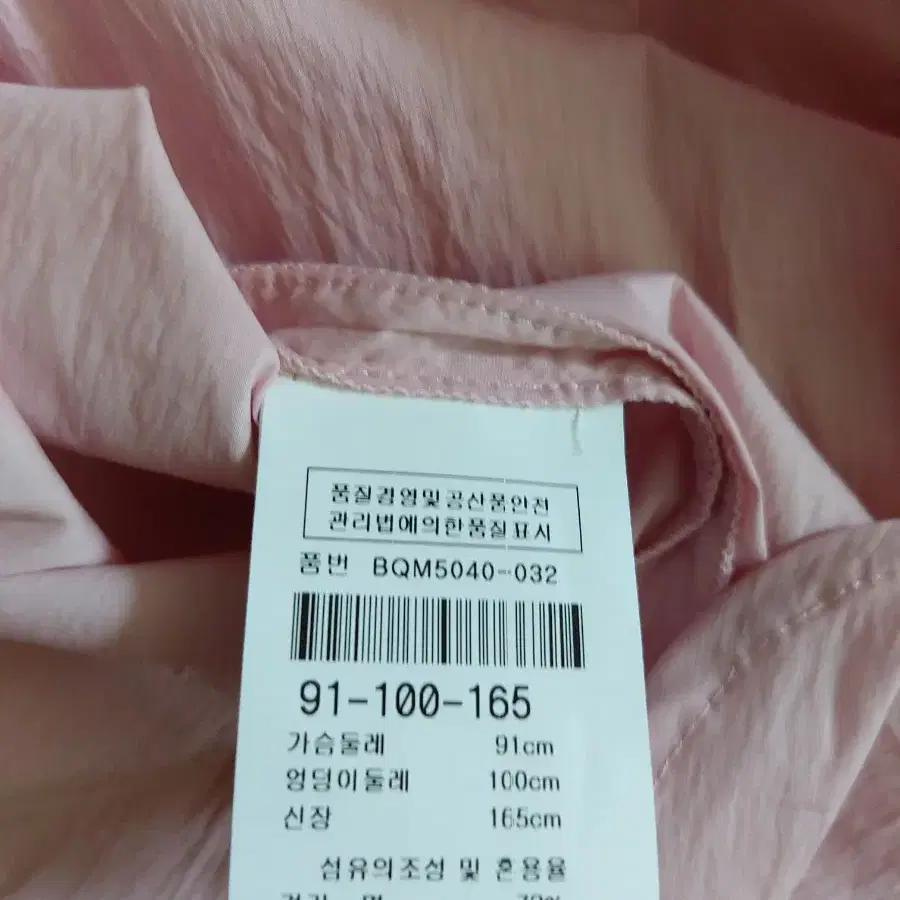 품질경영및공산품안전
관리법에의한품질표시
품번 BQM5040-032
91-100-165
가슴둘레 91cm
엉덩이둘레 100cm
신장 165cm
섬유의조성 및 혼용율